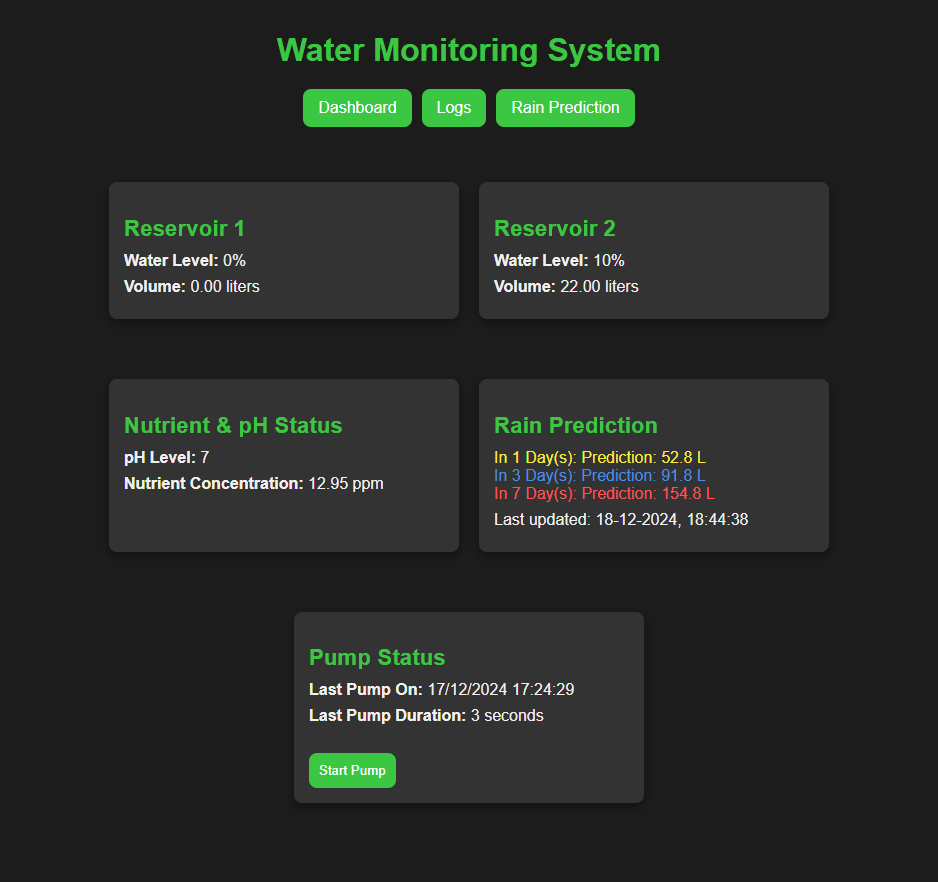 Water Monitoring System
Dashboard Logs Rain Prediction
Reservoir 1
Water Level: 0%
Volume: 0.00 liters
Reservoir 2
Water Level: 10%
Volume: 22.00 liters
Nutrient & pH Status
pH Level: 7
Nutrient Concentration: 12.95 ppm
Rain Prediction
In 1 Day(s): Prediction: 52.8 L
In 3 Day(s): Prediction: 91.8 L
In 7 Day(s): Prediction: 154.8 L
Last updated: 18-12-2024, 18:44:38
Pump Status
Last Pump On: 17/12/2024 17:24:29
Last Pump Duration: 3 seconds
Start Pump